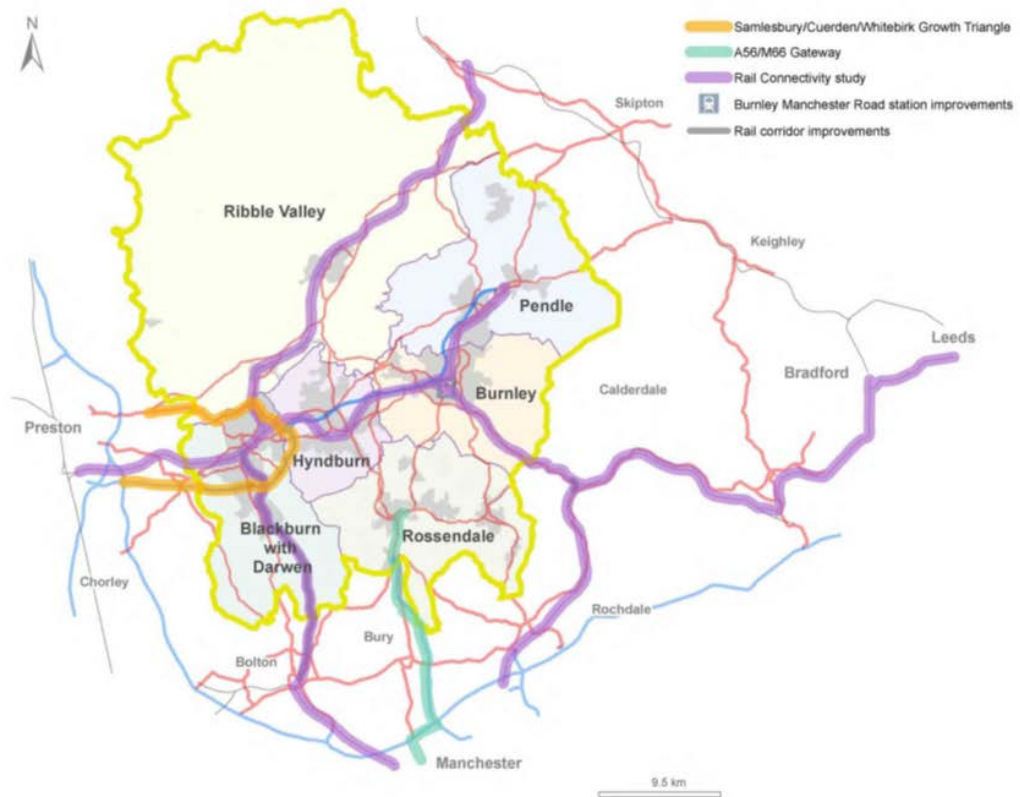 N
Samlesbury/Cuerden/Whitebirk Growth Triangle
A56/M66 Gateway
Rail Connectivity study
Burnley Manchester Road station improvements
Rail corridor improvements
Skipton
Ribble Valley
Keighley
Pendle
Leeds
Bradford
Burnley
Calderdale
Preston
Hyndburn
Blackburn
with
Darwen
Rossendale
Chorley
Rochdale
Bury
Bolton
Manchester
9.5 km